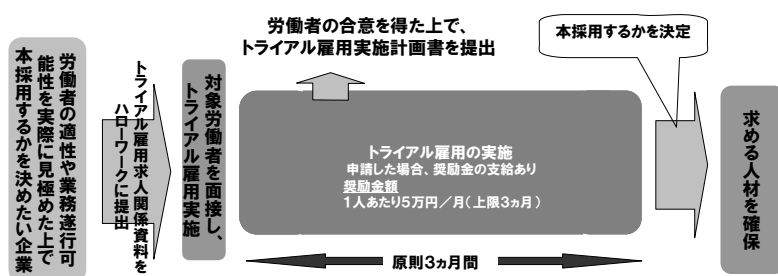 労働者の適性や業務遂行可
能性を実際に見極めた上で
本採用するかを決めたい企業
トライアル雇用求人関係資料を
ハローワークに提出
対象労働者を面接し、
トライアル雇用実施
労働者の合意を得た上で、
トライアル雇用実施計画書を提出
トライアル雇用の実施
申請した場合、奨励金の支給あり
奨励金額
1人あたり5万円／月(上限3ヵ月)
原則3ヵ月間
本採用するかを決定
求める人材を確保